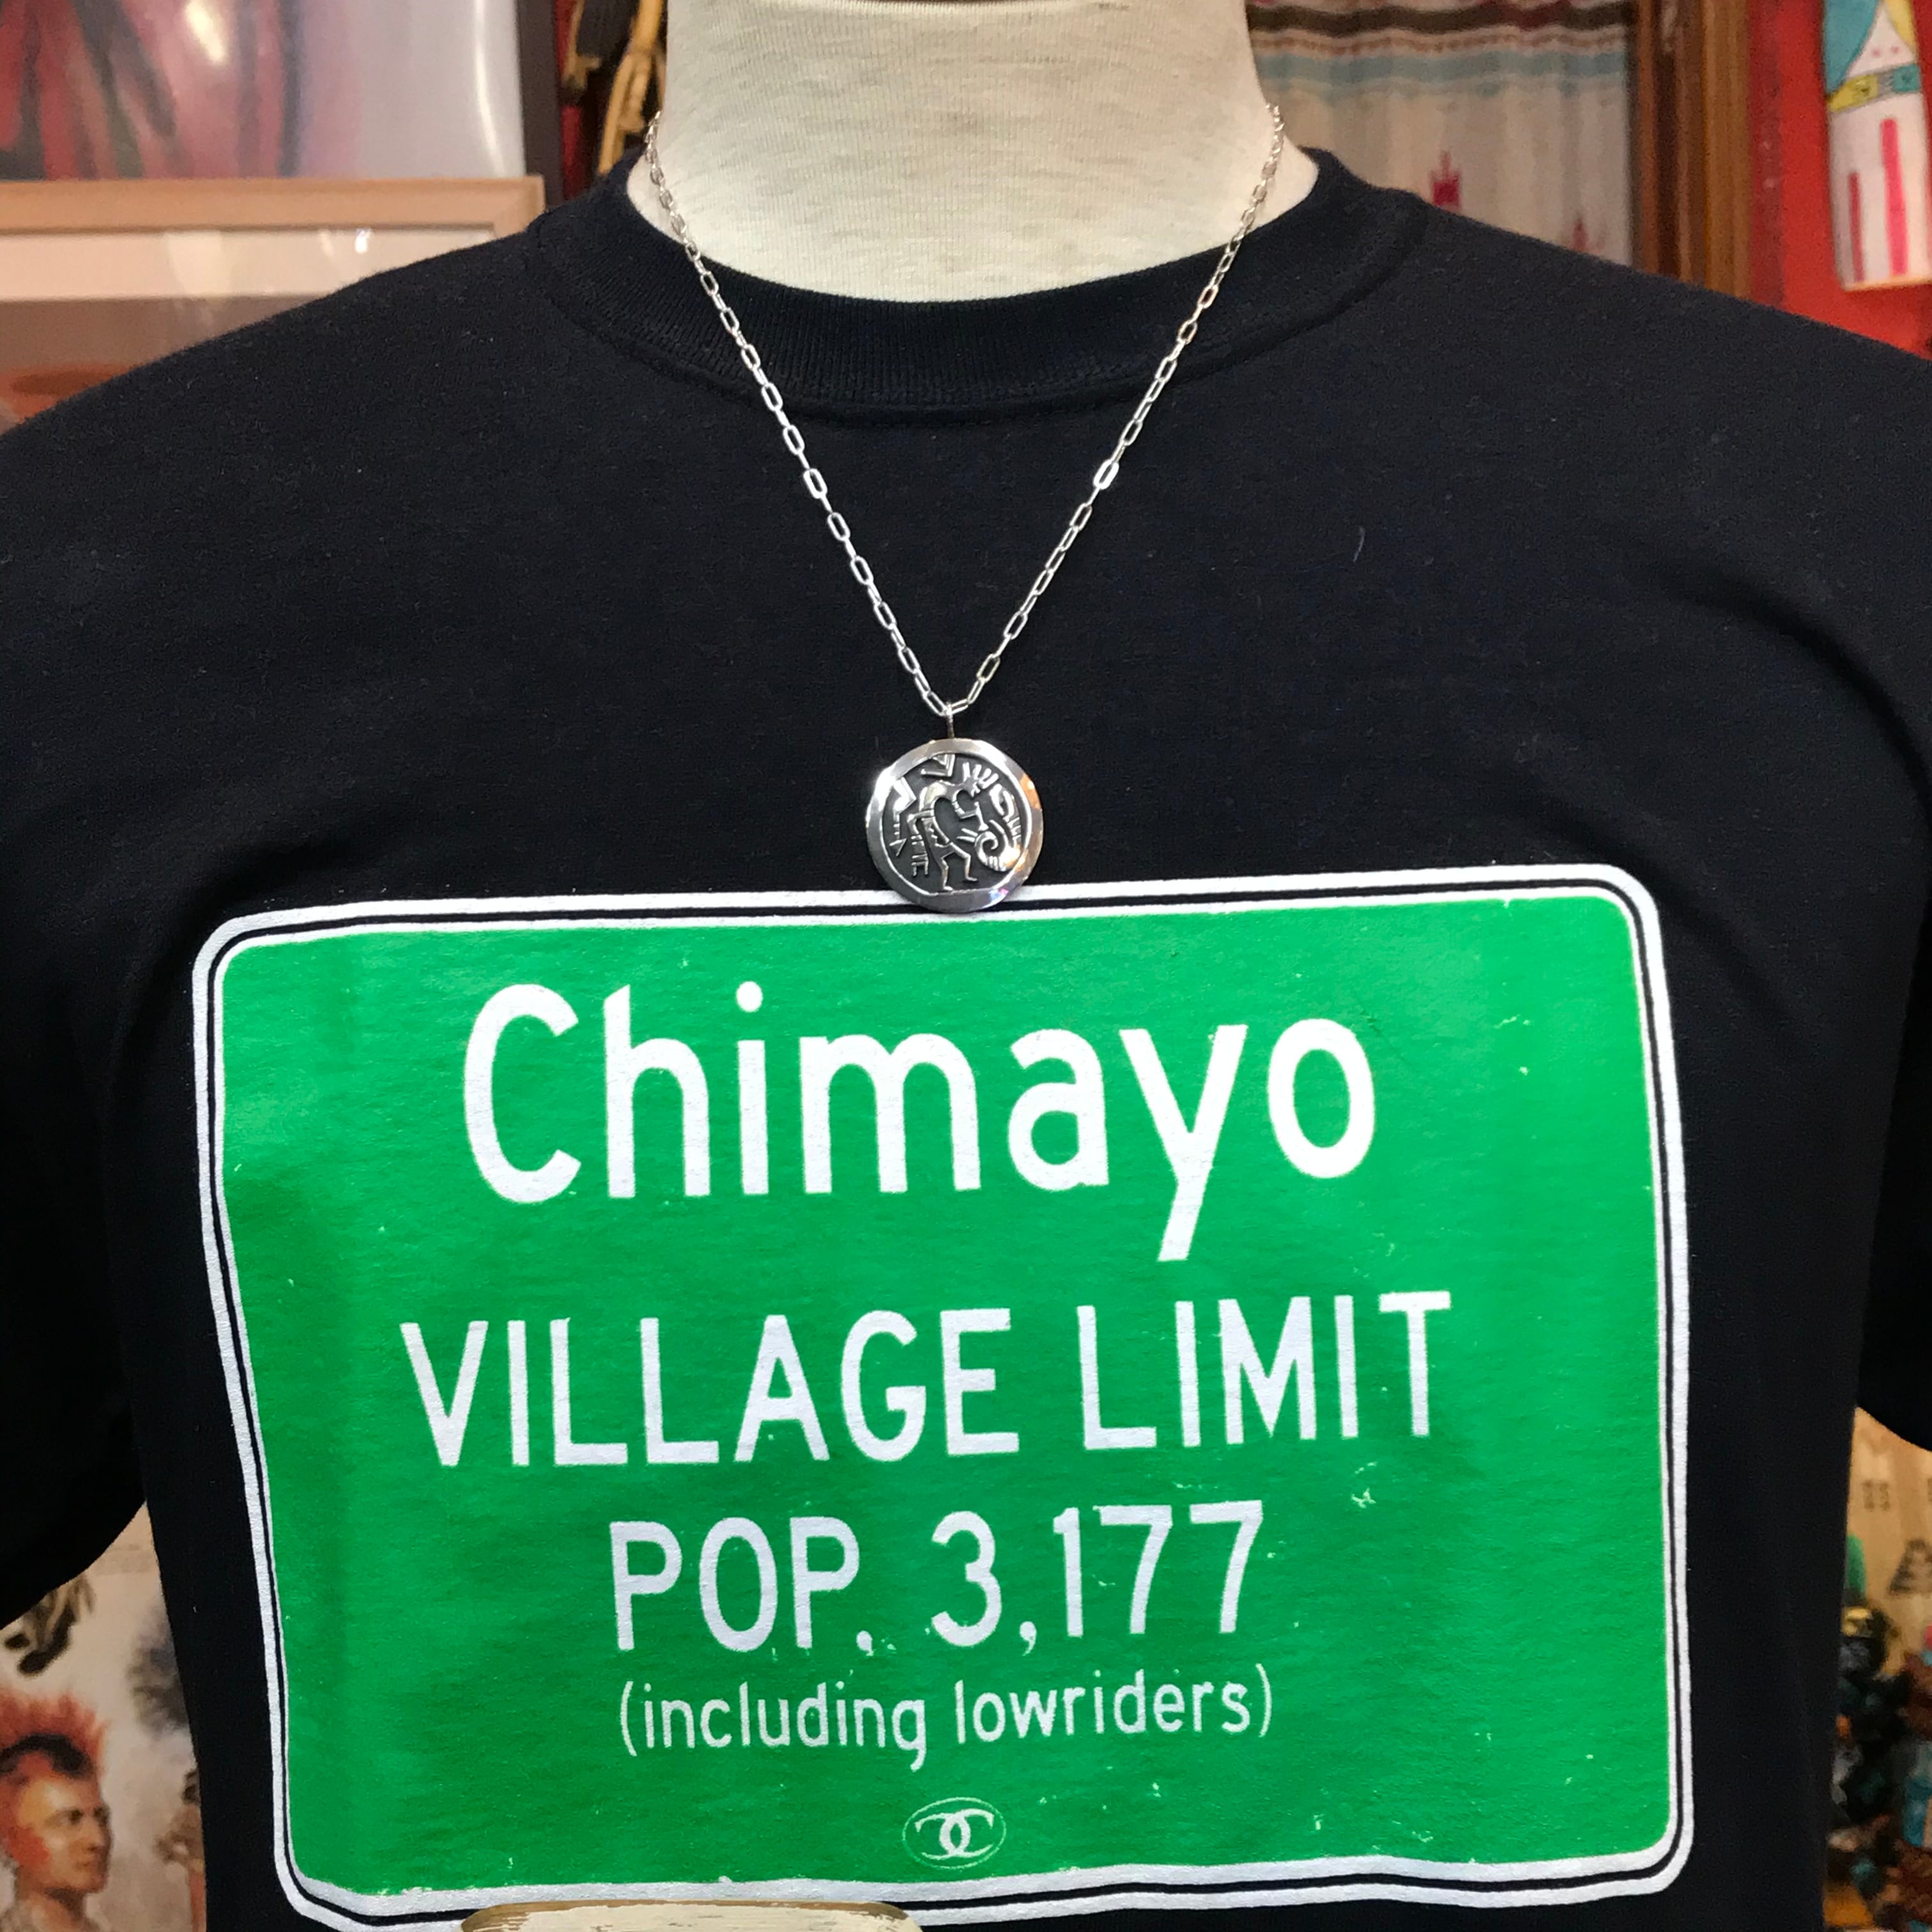 Chimayo
VILLAGE LIMIT
POP. 3,177
(including lowriders)